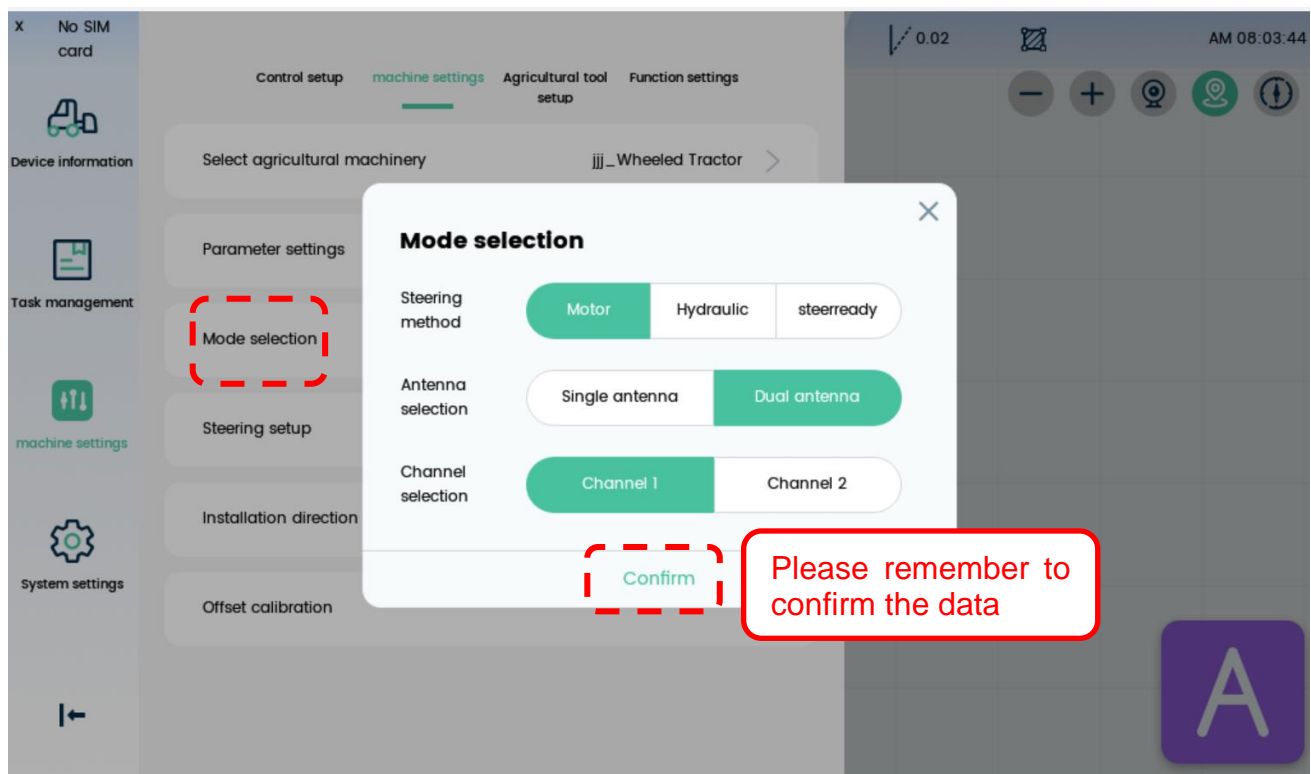 x No SIM
card
0.02
AM 08:03:44
Control setup machine settings Agricultural tool Function settings
setup
Device information
Select agricultural machinery jjj_Wheeled Tractor
Mode selection
Parameter settings
Steering
method
Motor Hydraulic steerready
Task management
Mode selection
Antenna
selection
Single antenna Dual antenna
Steering setup
machine settings
Channel
selection
Channel 1 Channel 2
Installation direction
Confirm
Please remember to
confirm the data
System settings
Offset calibration
A